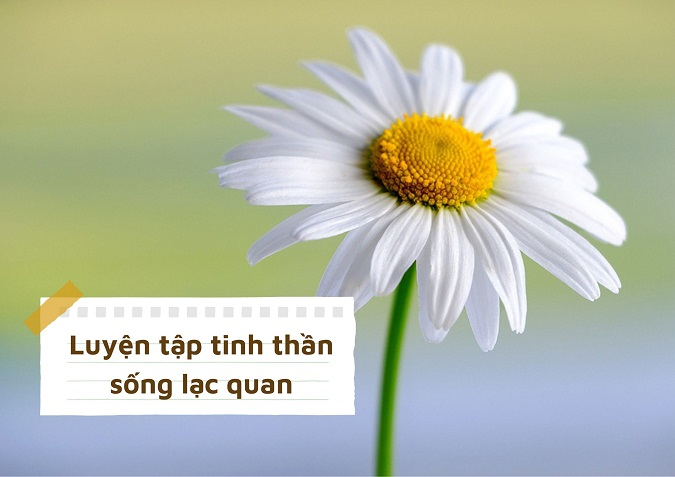 Luyện tập tinh thần
sống lạc quan